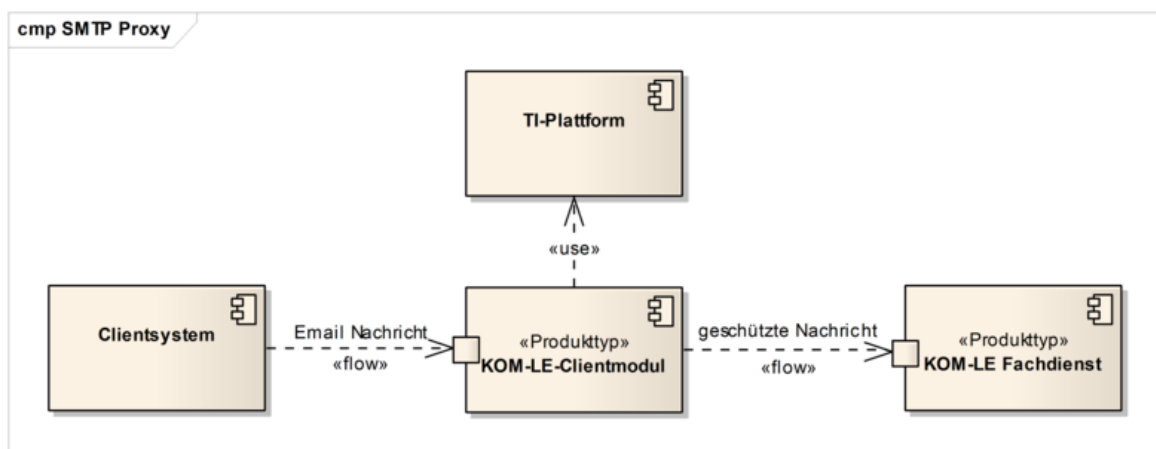 cmp SMTP Proxy
TI-Plattform
«use»
Clientsystem
Email Nachricht
«flow»
«Produkttyp»
KOM-LE-Clientmodul
geschützte Nachricht
«flow»
«Produkttyp»
KOM-LE Fachdienst